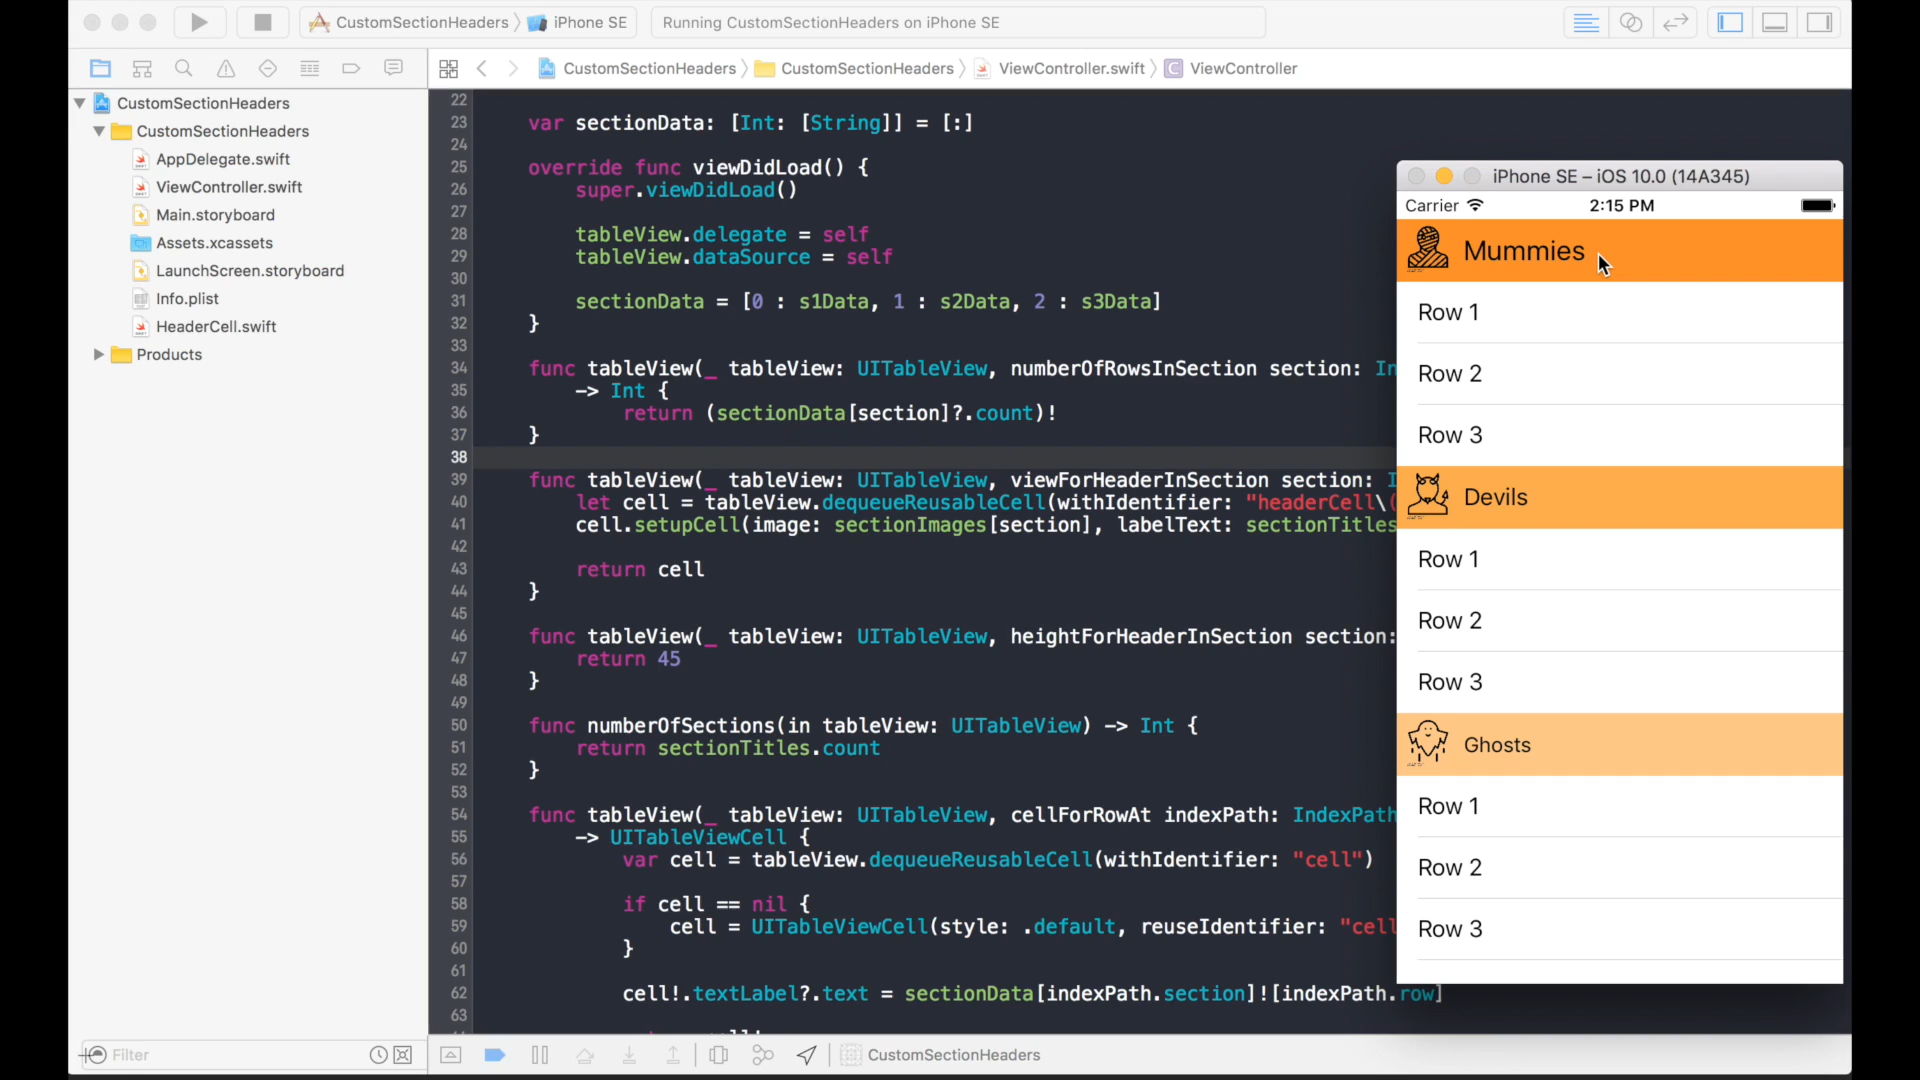 CustomSectionHeaders iPhone SE
Running CustomSectionHeaders on iPhone SE
CustomSectionHeaders CustomSectionHeaders ViewController.swift ViewController
CustomSectionHeaders
CustomSectionHeaders
AppDelegate.swift
ViewController.swift
Main.storyboard
Assets.xcassets
LaunchScreen.storyboard
Info.plist
HeaderCell.swift
Products
Filter
22
23 var sectionData: [Int: [String]] = [:]
24
25 override func viewDidLoad() {
26 super.viewDidLoad()
27
28 tableView.delegate = self
29 tableView.dataSource = self
30
31 sectionData = [0 : s1Data, 1 : s2Data, 2 : s3Data]
32 }
33
34 func tableView(_ tableView: UITableView, numberOfRowsInSection section: In
35 -> Int {
36 return (sectionData[section]?.count)!
37 }
38
39 func tableView(_ tableView: UITableView, viewForHeaderInSection section: I
40 let cell = tableView.dequeueReusableCell(withIdentifier: "headerCell\(
41 cell.setupCell(image: sectionImages[section], labelText: sectionTitles
42
43 return cell
44 }
45
46 func tableView(_ tableView: UITableView, heightForHeaderInSection section:
47 return 45
48 }
49
50 func numberOfSections(in tableView: UITableView) -> Int {
51 return sectionTitles.count
52 }
53
54 func tableView(_ tableView: UITableView, cellForRowAt indexPath: IndexPath
55 -> UITableViewCell {
56 var cell = tableView.dequeueReusableCell(withIdentifier: "cell")
57
58 if cell == nil {
59 cell = UITableViewCell(style: .default, reuseIdentifier: "cell
60 }
61
62 cell!.textLabel?.text = sectionData[indexPath.section]![indexPath.row]
63
CustomSectionHeaders
iPhone SE – iOS 10.0 (14A345)
Carrier 2:15 PM
Mummies
Row 1
Row 2
Row 3
Devils
Row 1
Row 2
Row 3
Ghosts
Row 1
Row 2
Row 3